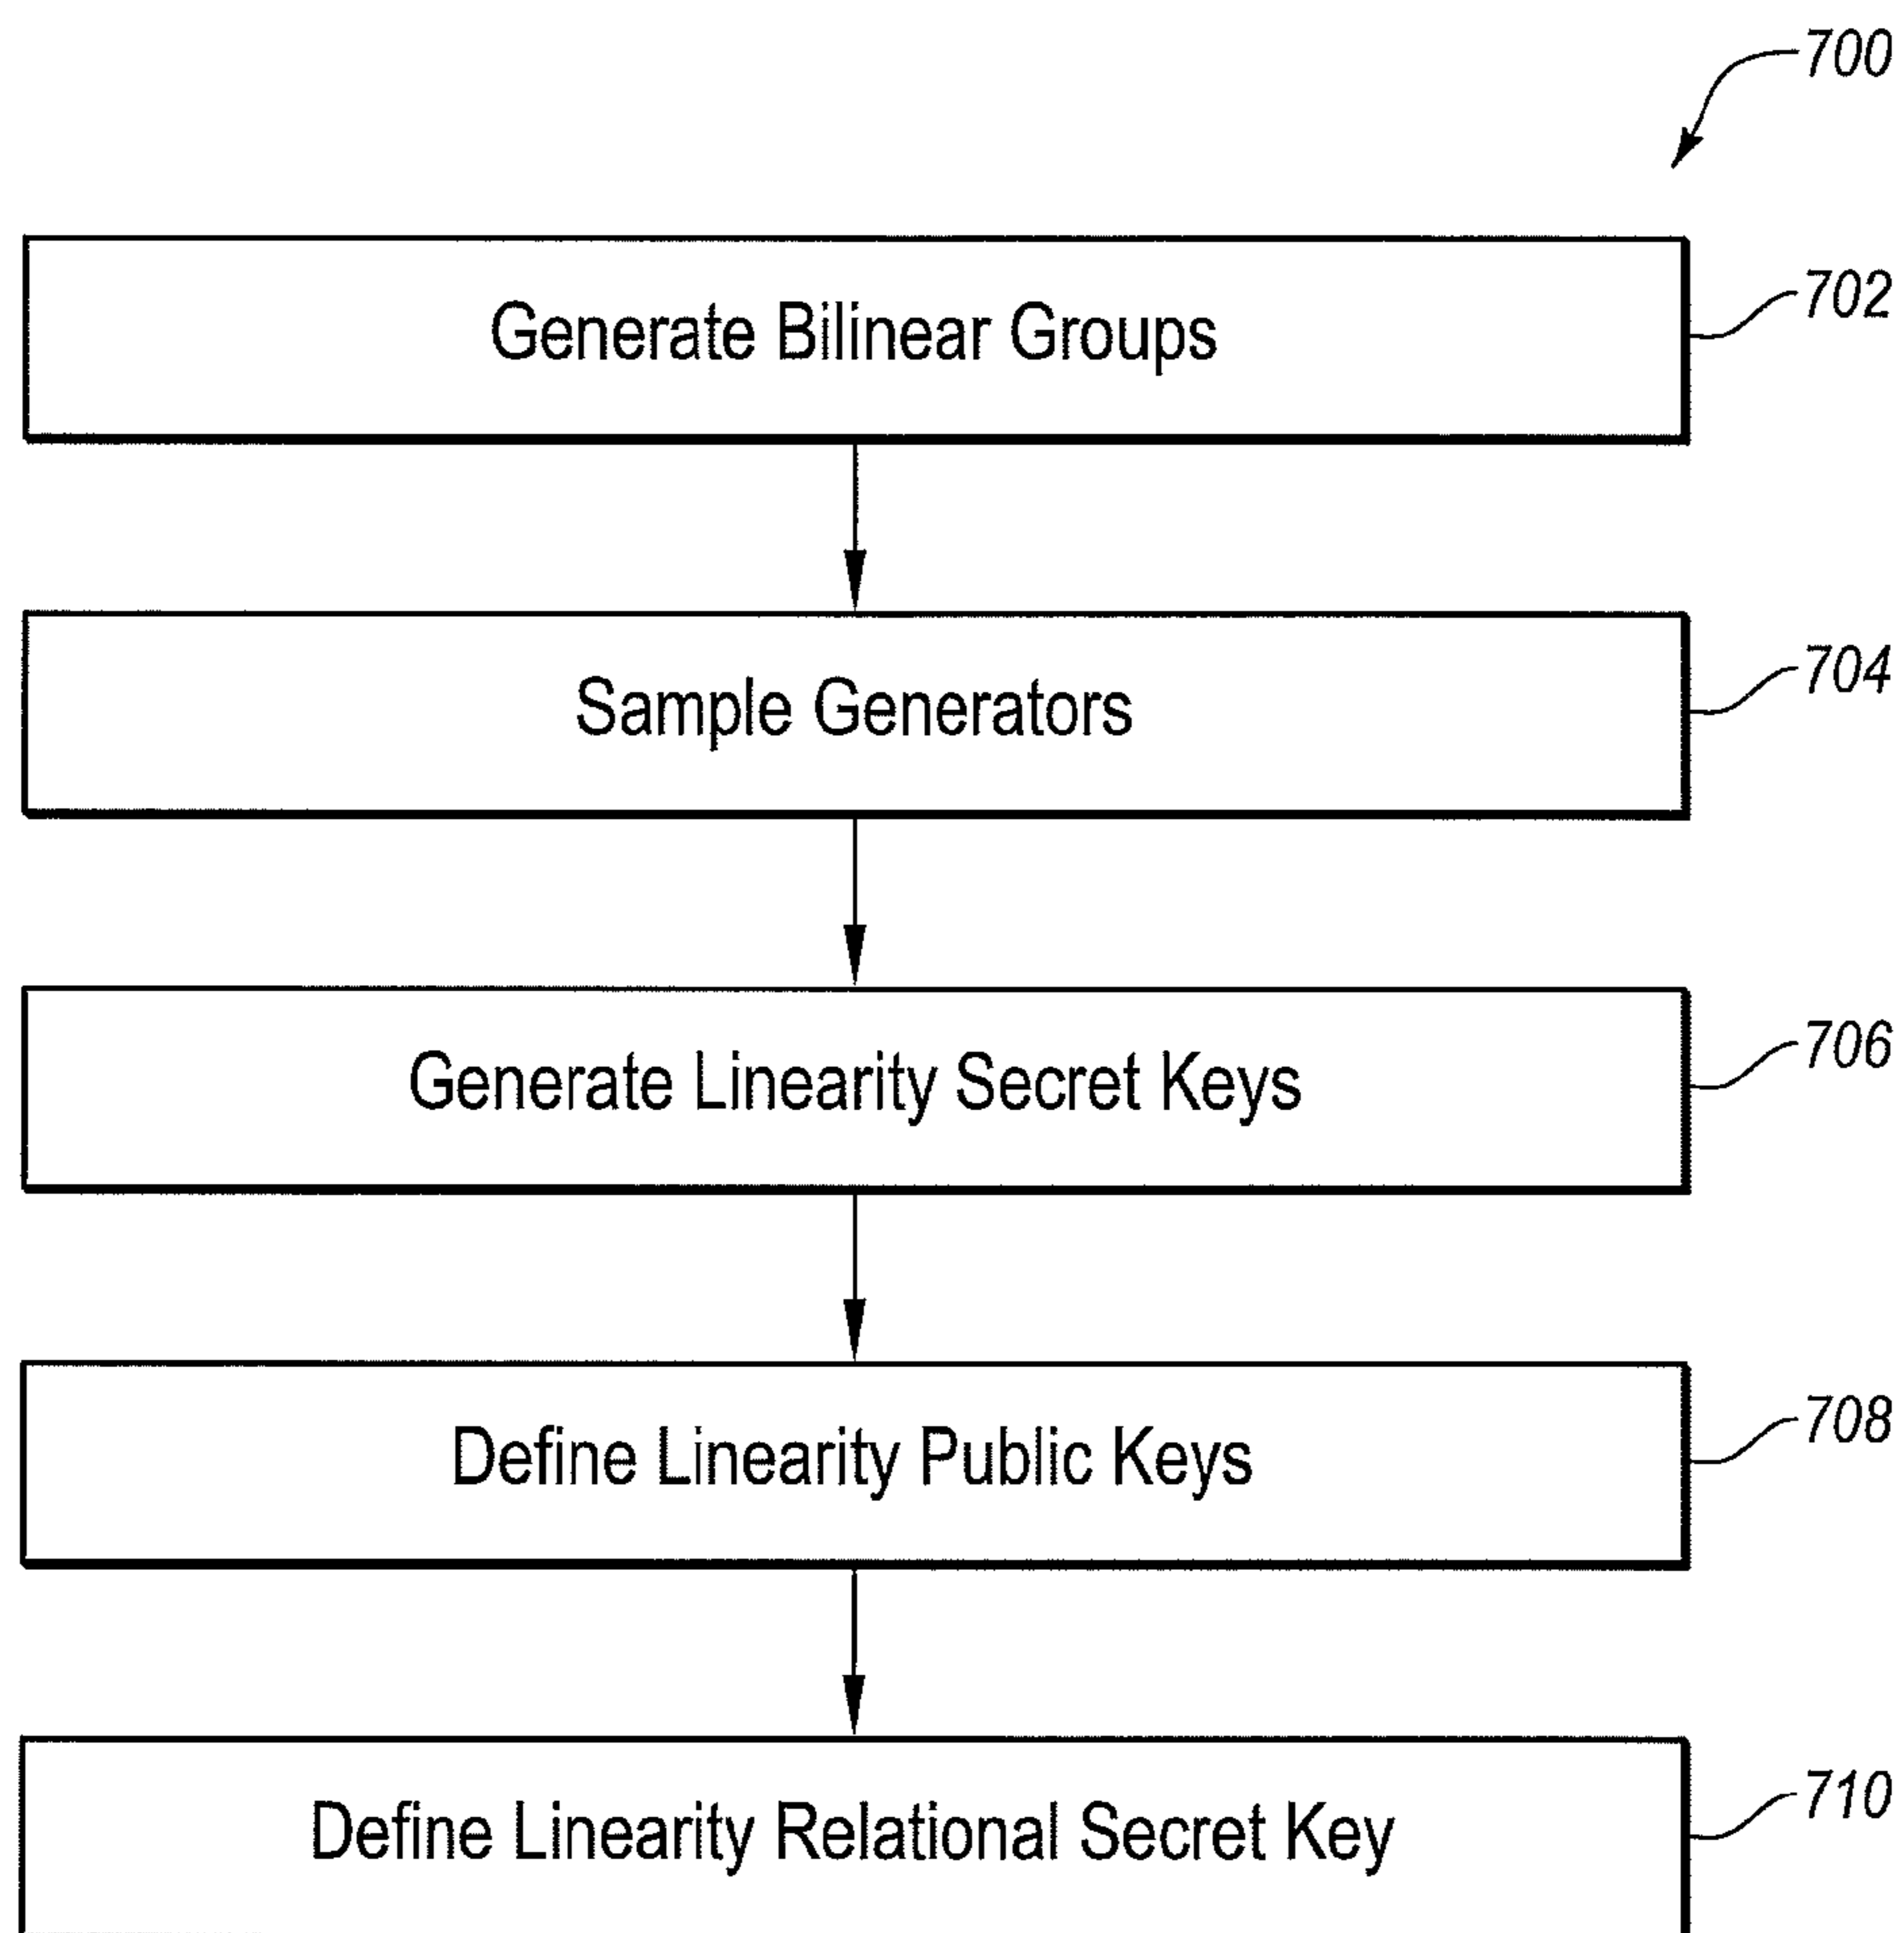 700
Generate Bilinear Groups
702
Sample Generators
704
Generate Linearity Secret Keys
706
Define Linearity Public Keys
708
Define Linearity Relational Secret Key
710